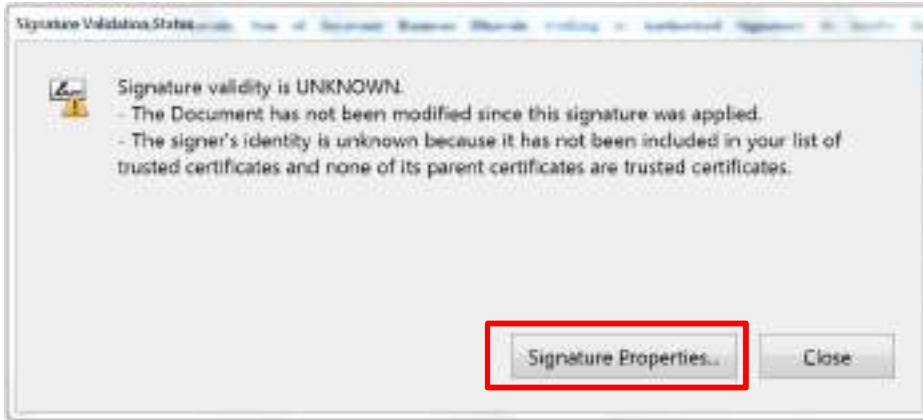 Signature Validation Status
Signature validity is UNKNOWN.
- The Document has not been modified since this signature was applied.
- The signer's identity is unknown because it has not been included in your list of
trusted certificates and none of its parent certificates are trusted certificates.
Signature Properties...
Close